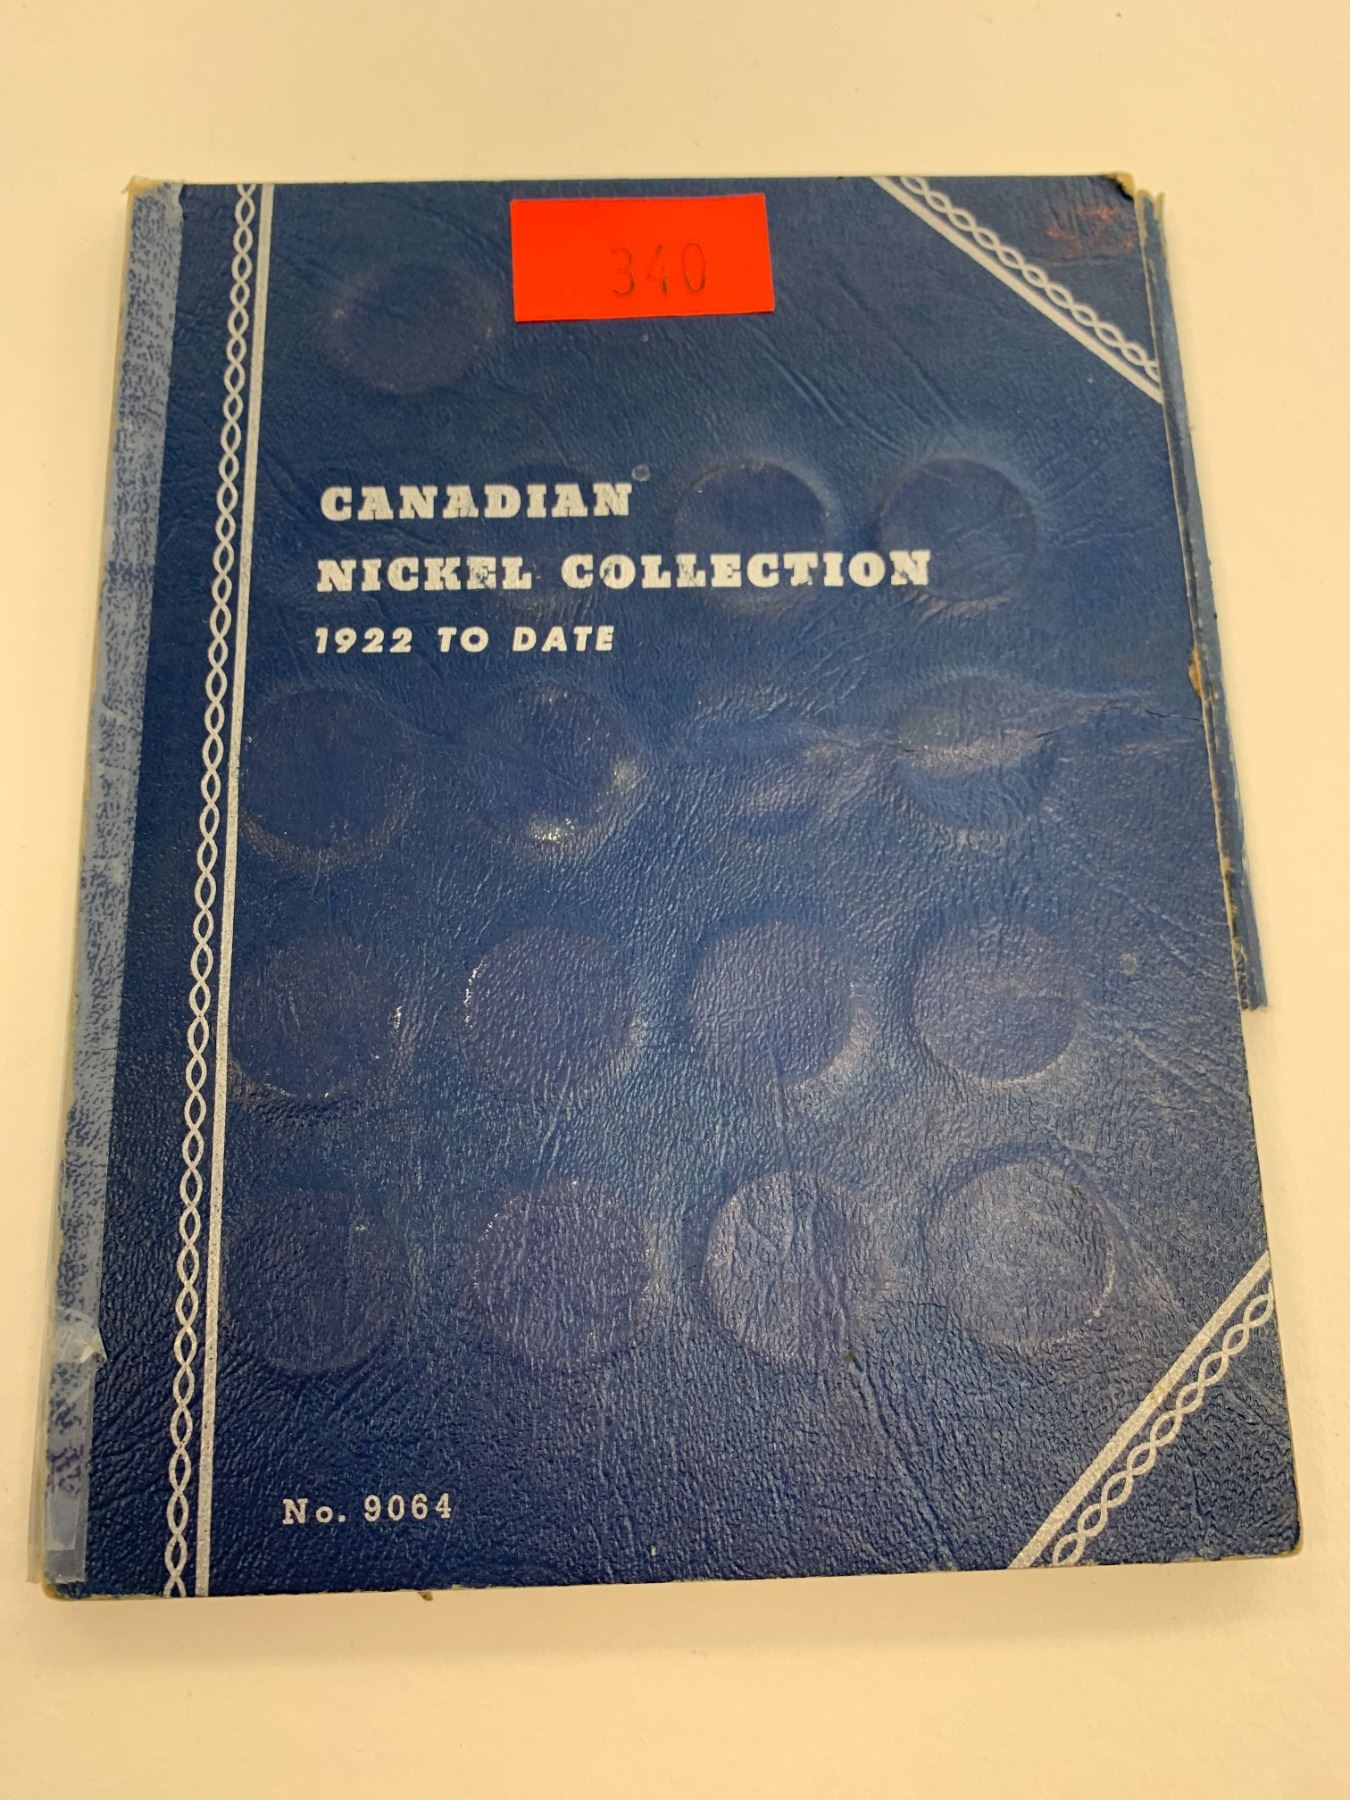 340
CANADIAN
NICKEL COLLECTION
1922 TO DATE
No. 9064